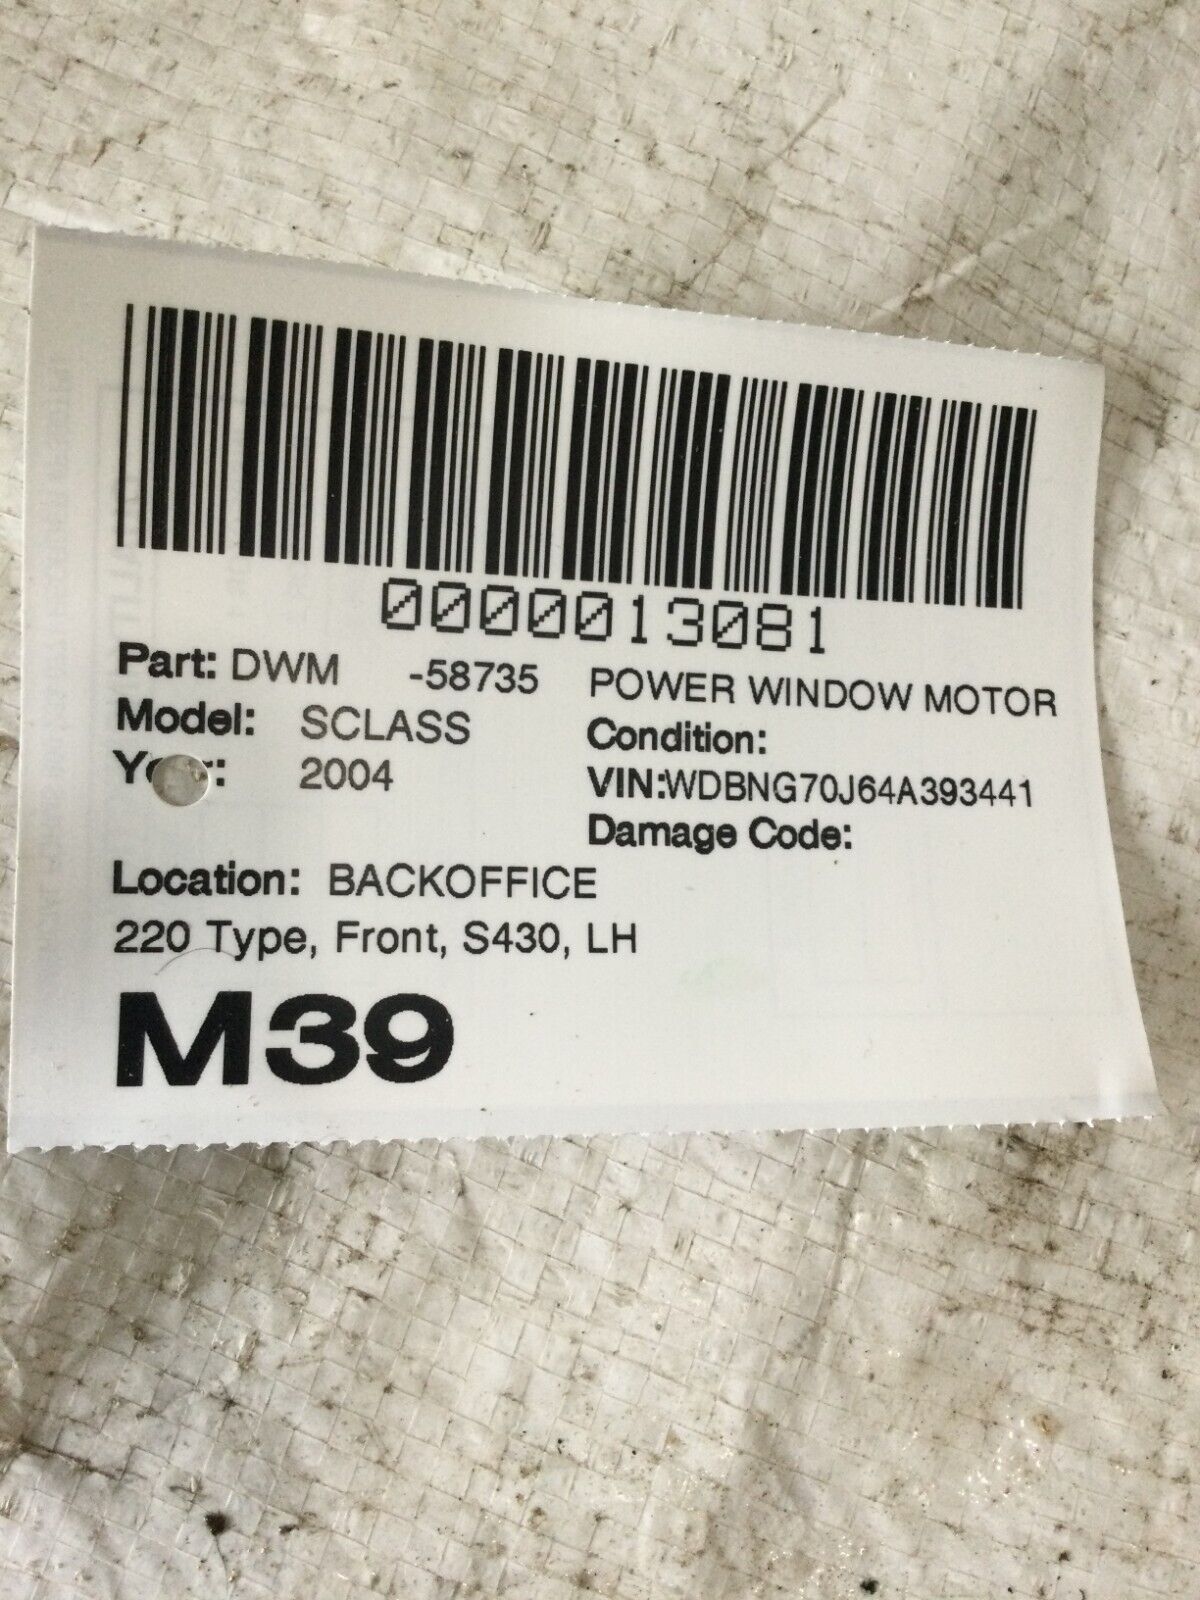 0000013081
Part: DWM -58735 POWER WINDOW MOTOR
Model: SCLASS Condition:
2004 VIN:WDBNG70J64A393441
Damage Code:
Location: BACKOFFICE
220 Type, Front, S430, LH
M39